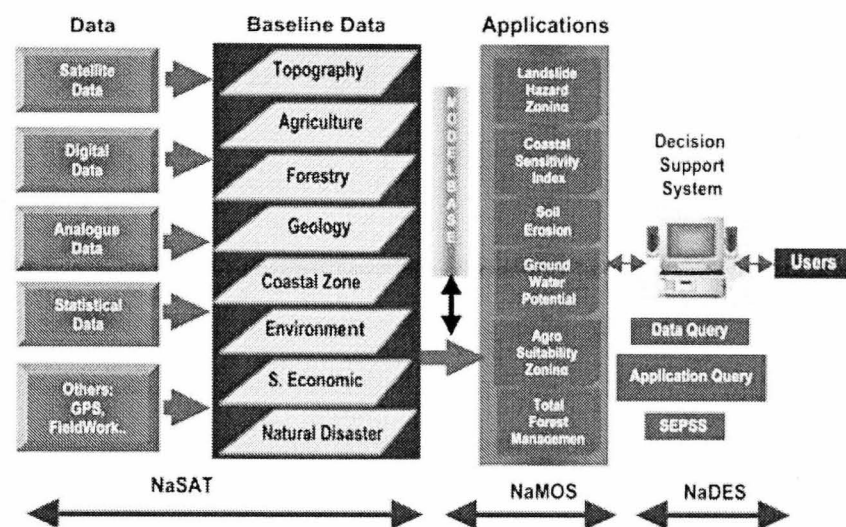 Data
Baseline Data
Applications
Satellite
Data
Digital
Data
Analogue
Data
Statistical
Data
Others:
GPS,
FieldWork..
Topography
Agriculture
Forestry
Geology
Coastal Zone
Environment
S. Economic
Natural Disaster
MODELBASE
Landslide
Hazard
Zoning
Coastal
Sensitivity
Index
Soil
Erosion
Ground
Water
Potential
Agro
Suitability
Zoning
Total
Forest
Managemen
Decision
Support
System
Users
Data Query
Application Query
SEPSS
NaSAT
NaMOS
NaDES